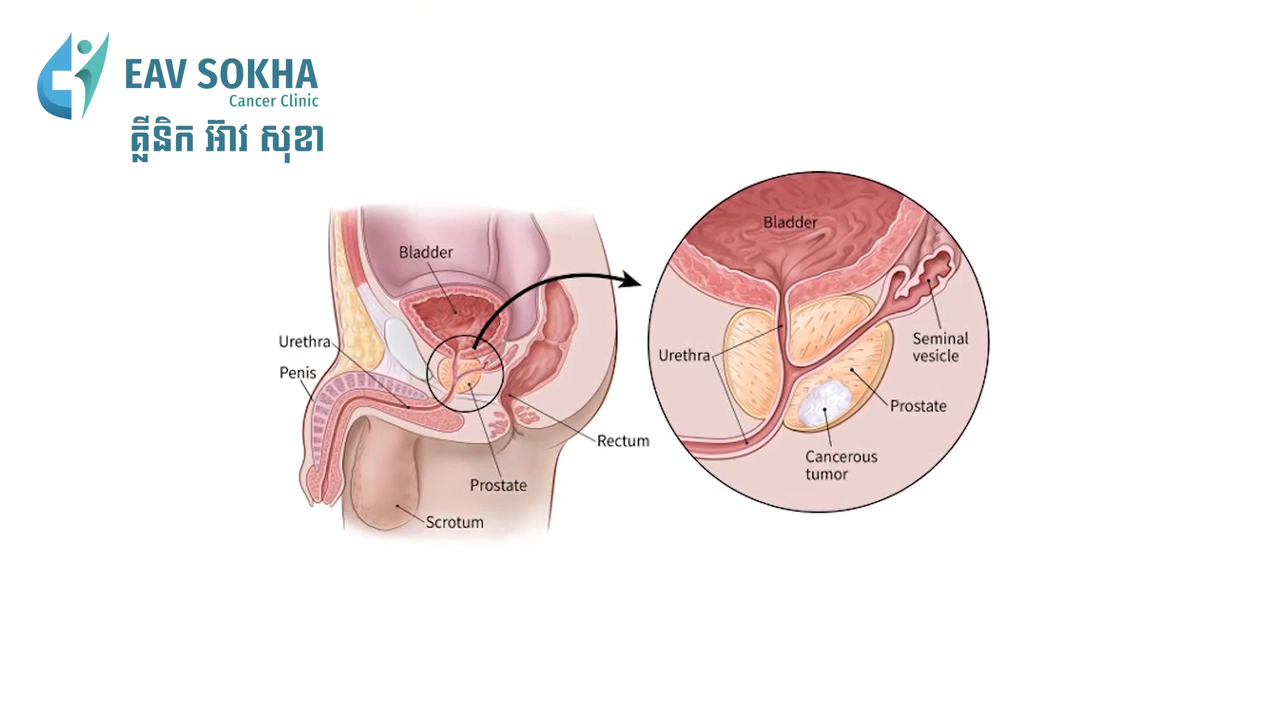 EAV SOKHA
Cancer Clinic
គ្លីនិក អ៊ាវ សុខា
Bladder
Urethra
Penis
Rectum
Prostate
Scrotum
Bladder
Urethra
Seminal
vesicle
Prostate
Cancerous
tumor